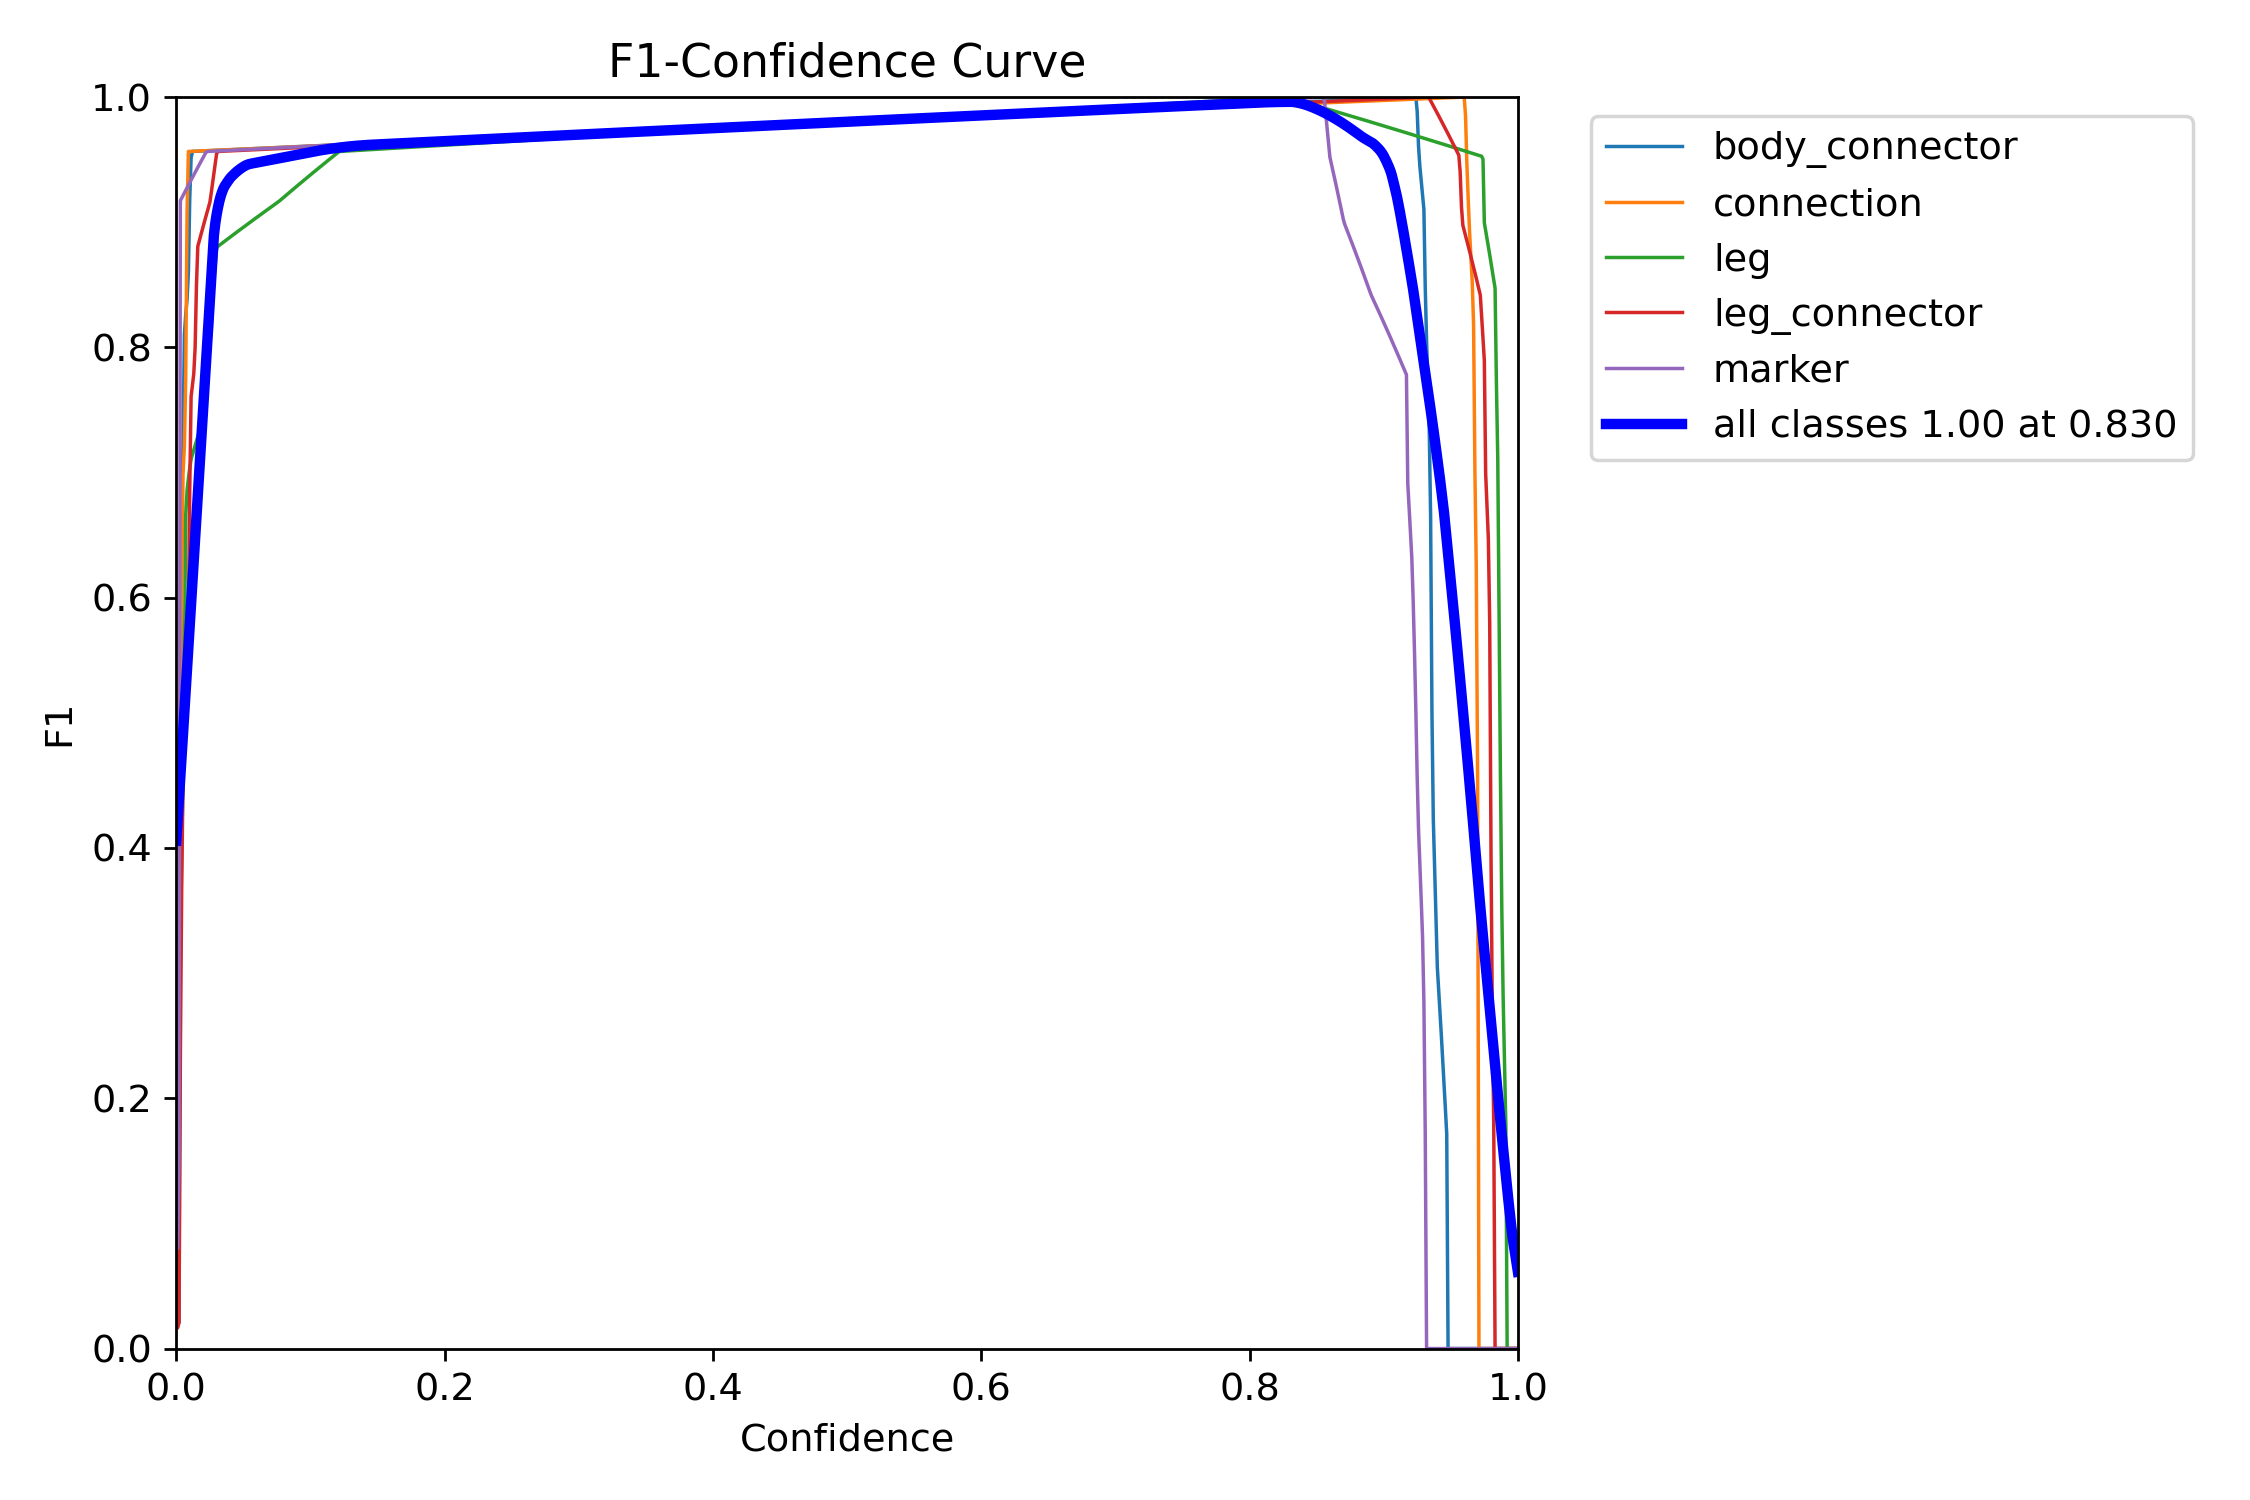 F1-Confidence Curve
1.0
0.8
0.6
0.4
0.2
0.0
F1
0.0 0.2 0.4 0.6 0.8 1.0
Confidence
body_connector
connection
leg
leg_connector
marker
all classes 1.00 at 0.830